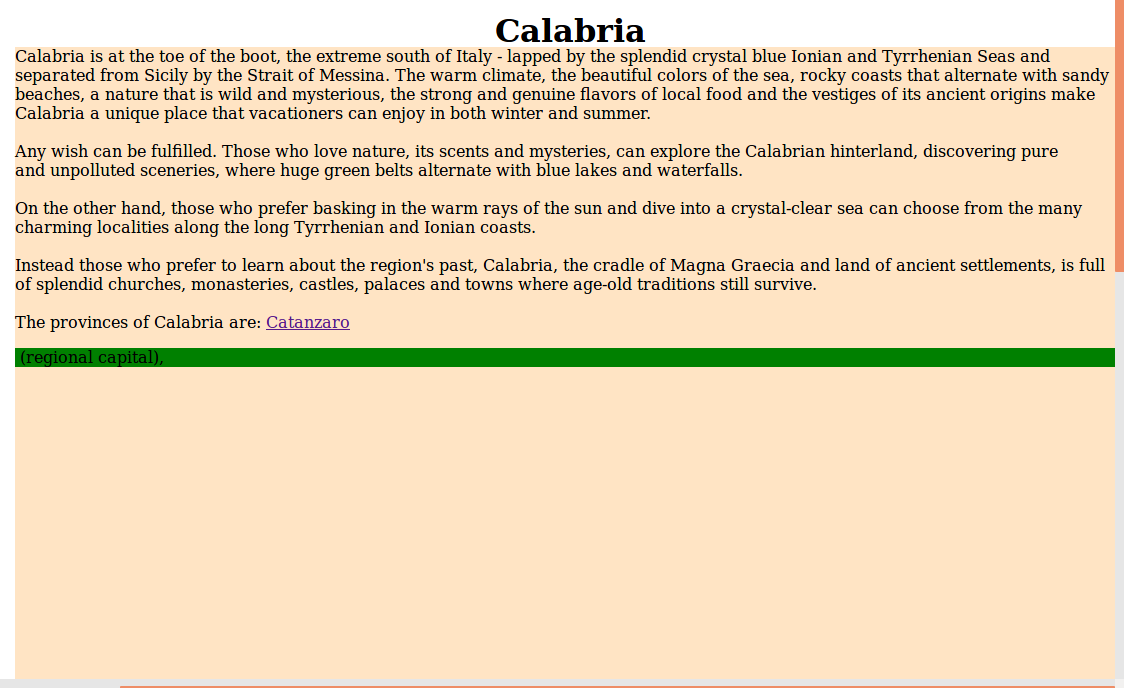 Calabria
Calabria is at the toe of the boot, the extreme south of Italy - lapped by the splendid crystal blue Ionian and Tyrrhenian Seas and
separated from Sicily by the Strait of Messina. The warm climate, the beautiful colors of the sea, rocky coasts that alternate with sandy
beaches, a nature that is wild and mysterious, the strong and genuine flavors of local food and the vestiges of its ancient origins make
Calabria a unique place that vacationers can enjoy in both winter and summer.
Any wish can be fulfilled. Those who love nature, its scents and mysteries, can explore the Calabrian hinterland, discovering pure
and unpolluted sceneries, where huge green belts alternate with blue lakes and waterfalls.
On the other hand, those who prefer basking in the warm rays of the sun and dive into a crystal-clear sea can choose from the many
charming localities along the long Tyrrhenian and Ionian coasts.
Instead those who prefer to learn about the region's past, Calabria, the cradle of Magna Graecia and land of ancient settlements, is full
of splendid churches, monasteries, castles, palaces and towns where age-old traditions still survive.
The provinces of Calabria are: Catanzaro
(regional capital),